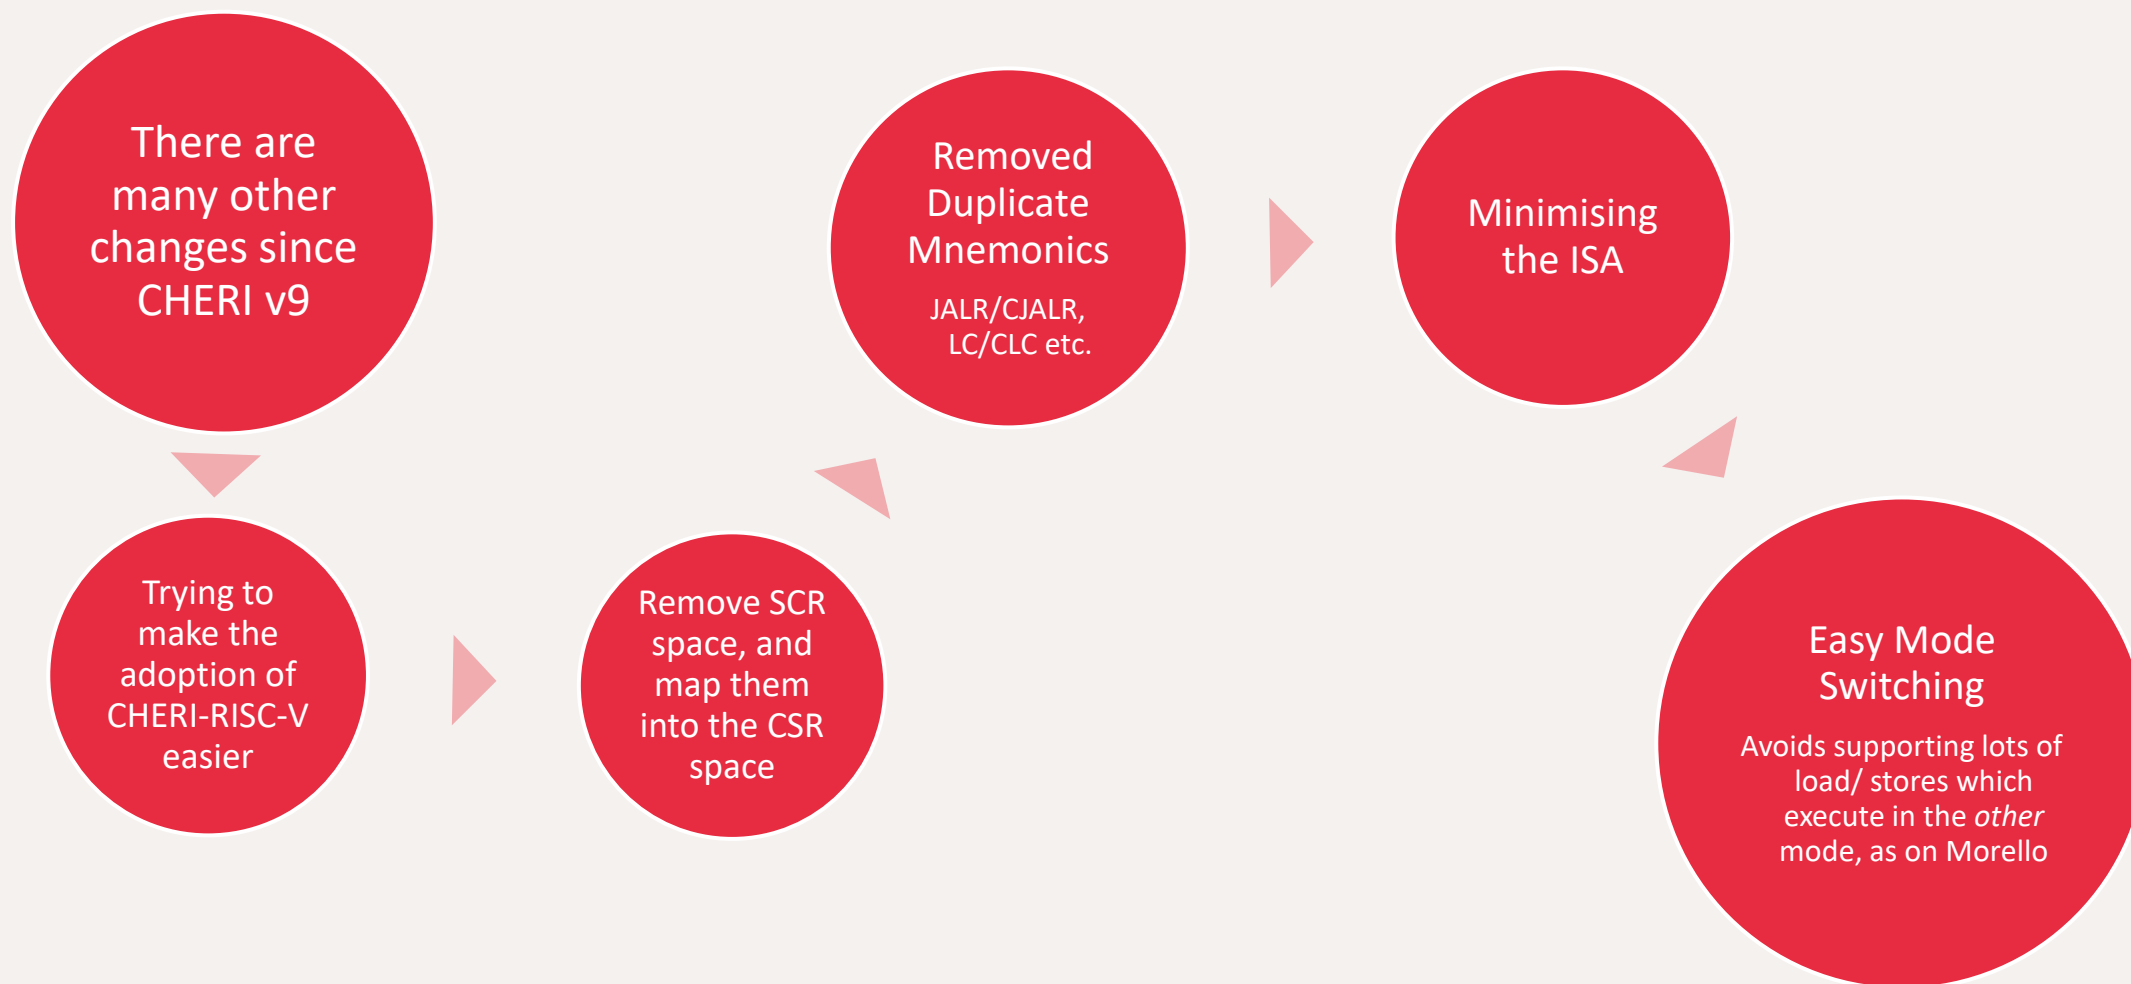 There are
many other
changes since
CHERI v9
Trying to
make the
adoption of
CHERI-RISC-V
easier
Remove SCR
space, and
map them
into the CSR
space
Removed
Duplicate
Mnemonics
JALR/CJALR,
LC/CLC etc.
Minimising
the ISA
Easy Mode
Switching
Avoids supporting lots of
load/ stores which
execute in the other
mode, as on Morello